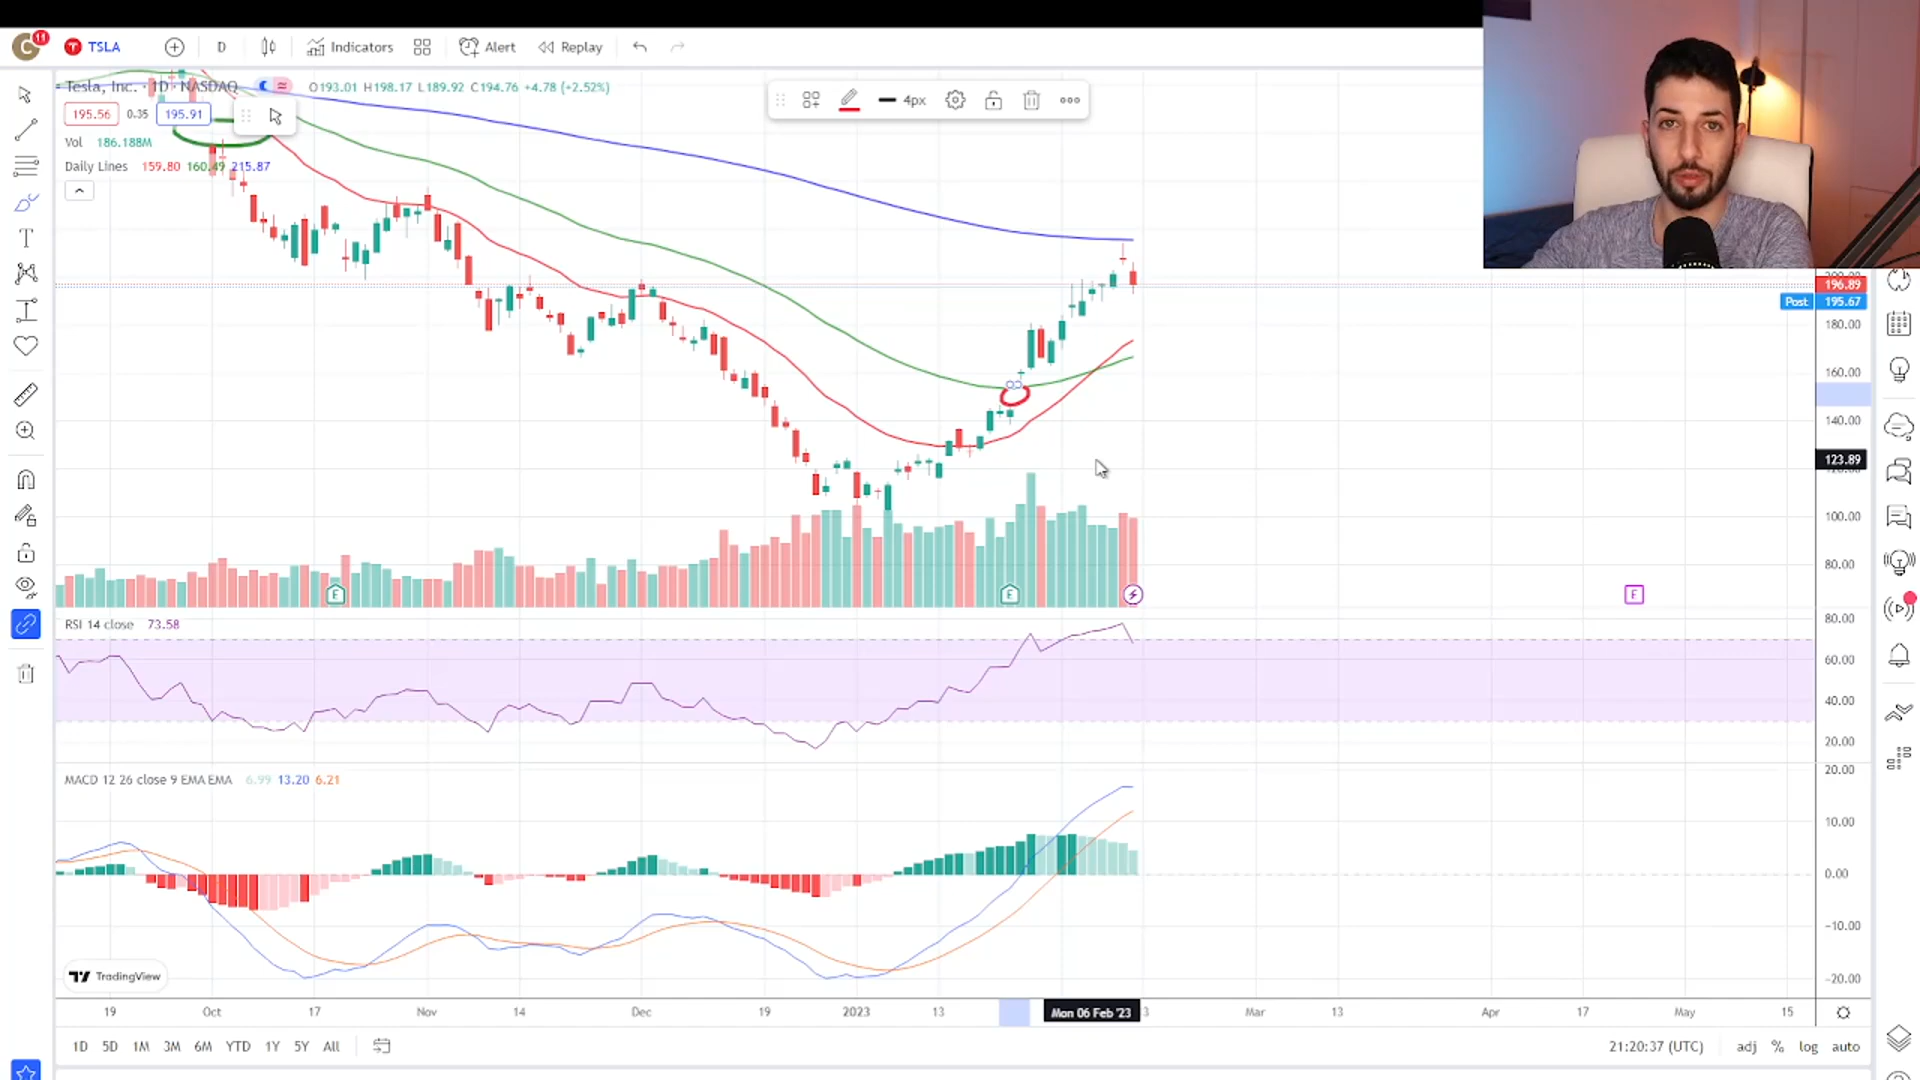 C 11 TSLA D Indicators Alert Replay
Tesla, Inc. · 1D · NASDAQ O193.01 H198.17 L189.92 C194.76 +4.78 (+2.52%)
195.56 0.35 195.91
4px
Vol 186.188M
Daily Lines 159.80 160.49 215.87
196.89
Post 195.67
180.00
160.00
140.00
123.89
100.00
80.00
E E E
RSI 14 close 73.58
80.00
60.00
40.00
20.00
MACD 12 26 close 9 EMA EMA 6.99 13.20 6.21
20.00
10.00
0.00
−10.00
−20.00
TradingView
19 Oct 17 Nov 14 Dec 19 2023 13 Mon 06 Feb '23 3 Mar 13 Apr 17 May 15
1D 5D 1M 3M 6M YTD 1Y 5Y All
21:20:37 (UTC) adj % log auto